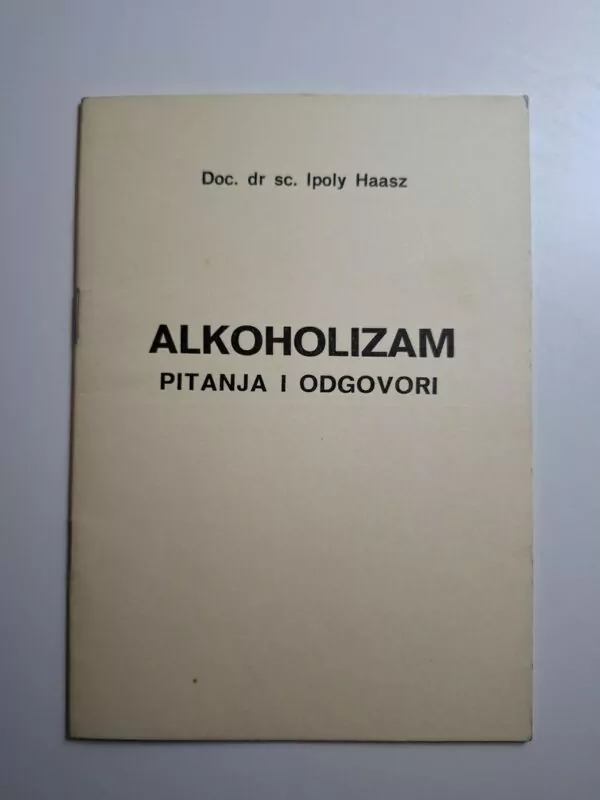 Doc. dr sc. Ipoly Haasz
ALKOHOLIZAM
PITANJA I ODGOVORI